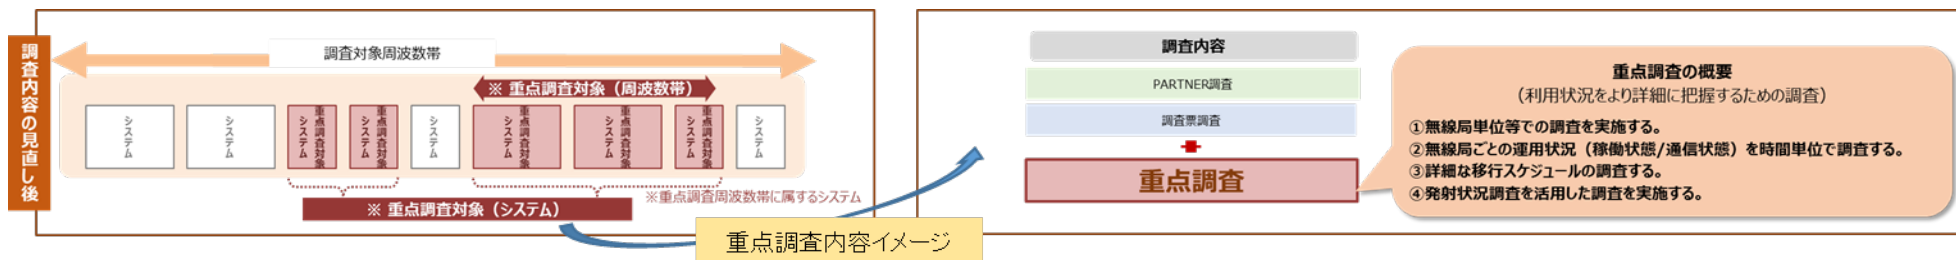 調査内容の見直し後
調査対象周波数帯
※ 重点調査対象（周波数帯）
システム
システム
重点調査対象
システム
重点調査対象
システム
システム
重点調査対象
システム
重点調査対象
システム
重点調査対象
システム
システム
※重点調査周波数帯に属するシステム
※ 重点調査対象（システム）
重点調査内容イメージ
調査内容
PARTNER調査
調査票調査
重点調査
重点調査の概要
（利用状況をより詳細に把握するための調査）
①無線局単位等での調査を実施する。
②無線局ごとの運用状況（稼働状態/通信状態）を時間単位で調査する。
③詳細な移行スケジュールの調査する。
④発射状況調査を活用した調査を実施する。